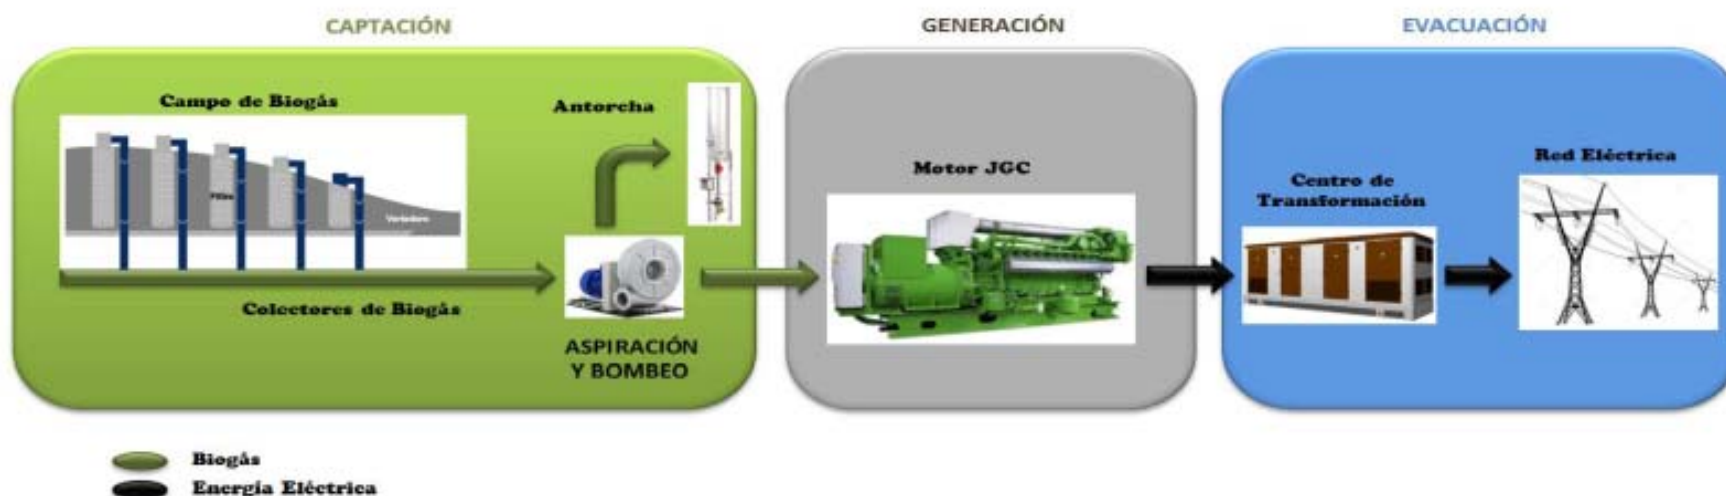 CAPTACIÓN
GENERACIÓN
EVACUACIÓN
Campo de Biogás
Antorcha
Vertedero
Colectores de Biogás
ASPIRACIÓN
Y BOMBEO
Motor JGC
Centro de
Transformación
Red Eléctrica
Biogás
Energía Eléctrica